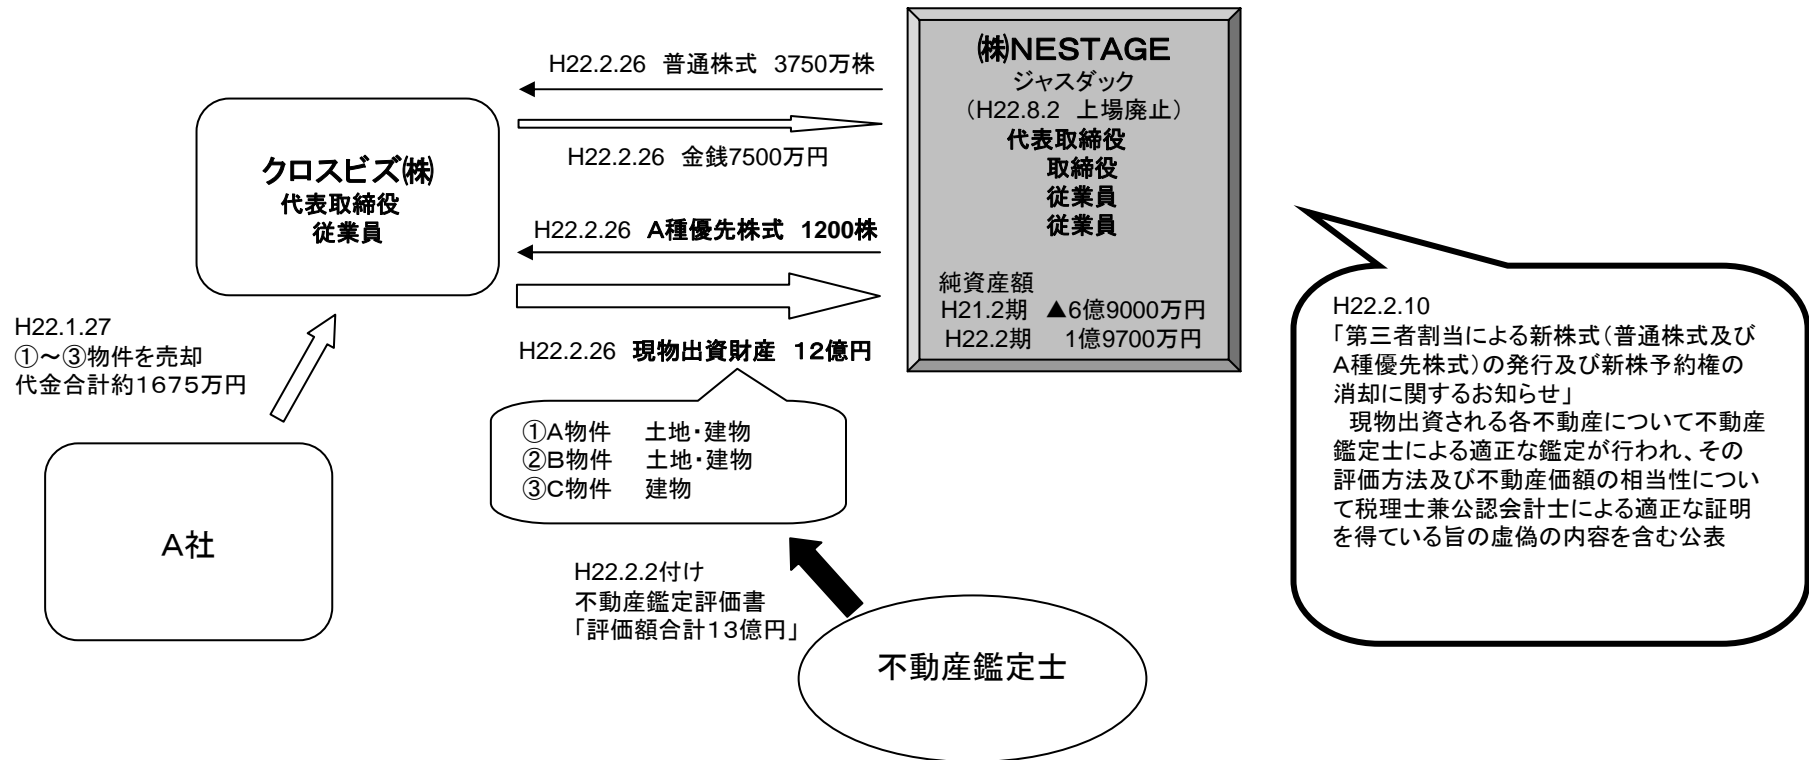 H22.2.26 普通株式 3750万株
H22.2.26 金銭7500万円
クロスビズ㈱
代表取締役
従業員
H22.2.26 A種優先株式 1200株
H22.2.26 現物出資財産 12億円
㈱NESTAGE
ジャスダック
(H22.8.2 上場廃止)
代表取締役
取締役
従業員
従業員
純資産額
H21.2期 ▲6億9000万円
H22.2期 1億9700万円
H22.1.27
①~③物件を売却
代金合計約1675万円
A社
①A物件 土地・建物
②B物件 土地・建物
③C物件 建物
H22.2.2付け
不動産鑑定評価書
「評価額合計13億円」
不動産鑑定士
H22.2.10
「第三者割当による新株式(普通株式及び
A種優先株式)の発行及び新株予約権の
消却に関するお知らせ」
現物出資される各不動産について不動産
鑑定士による適正な鑑定が行われ、その
評価方法及び不動産価額の相当性につい
て税理士兼公認会計士による適正な証明
を得ている旨の虚偽の内容を含む公表